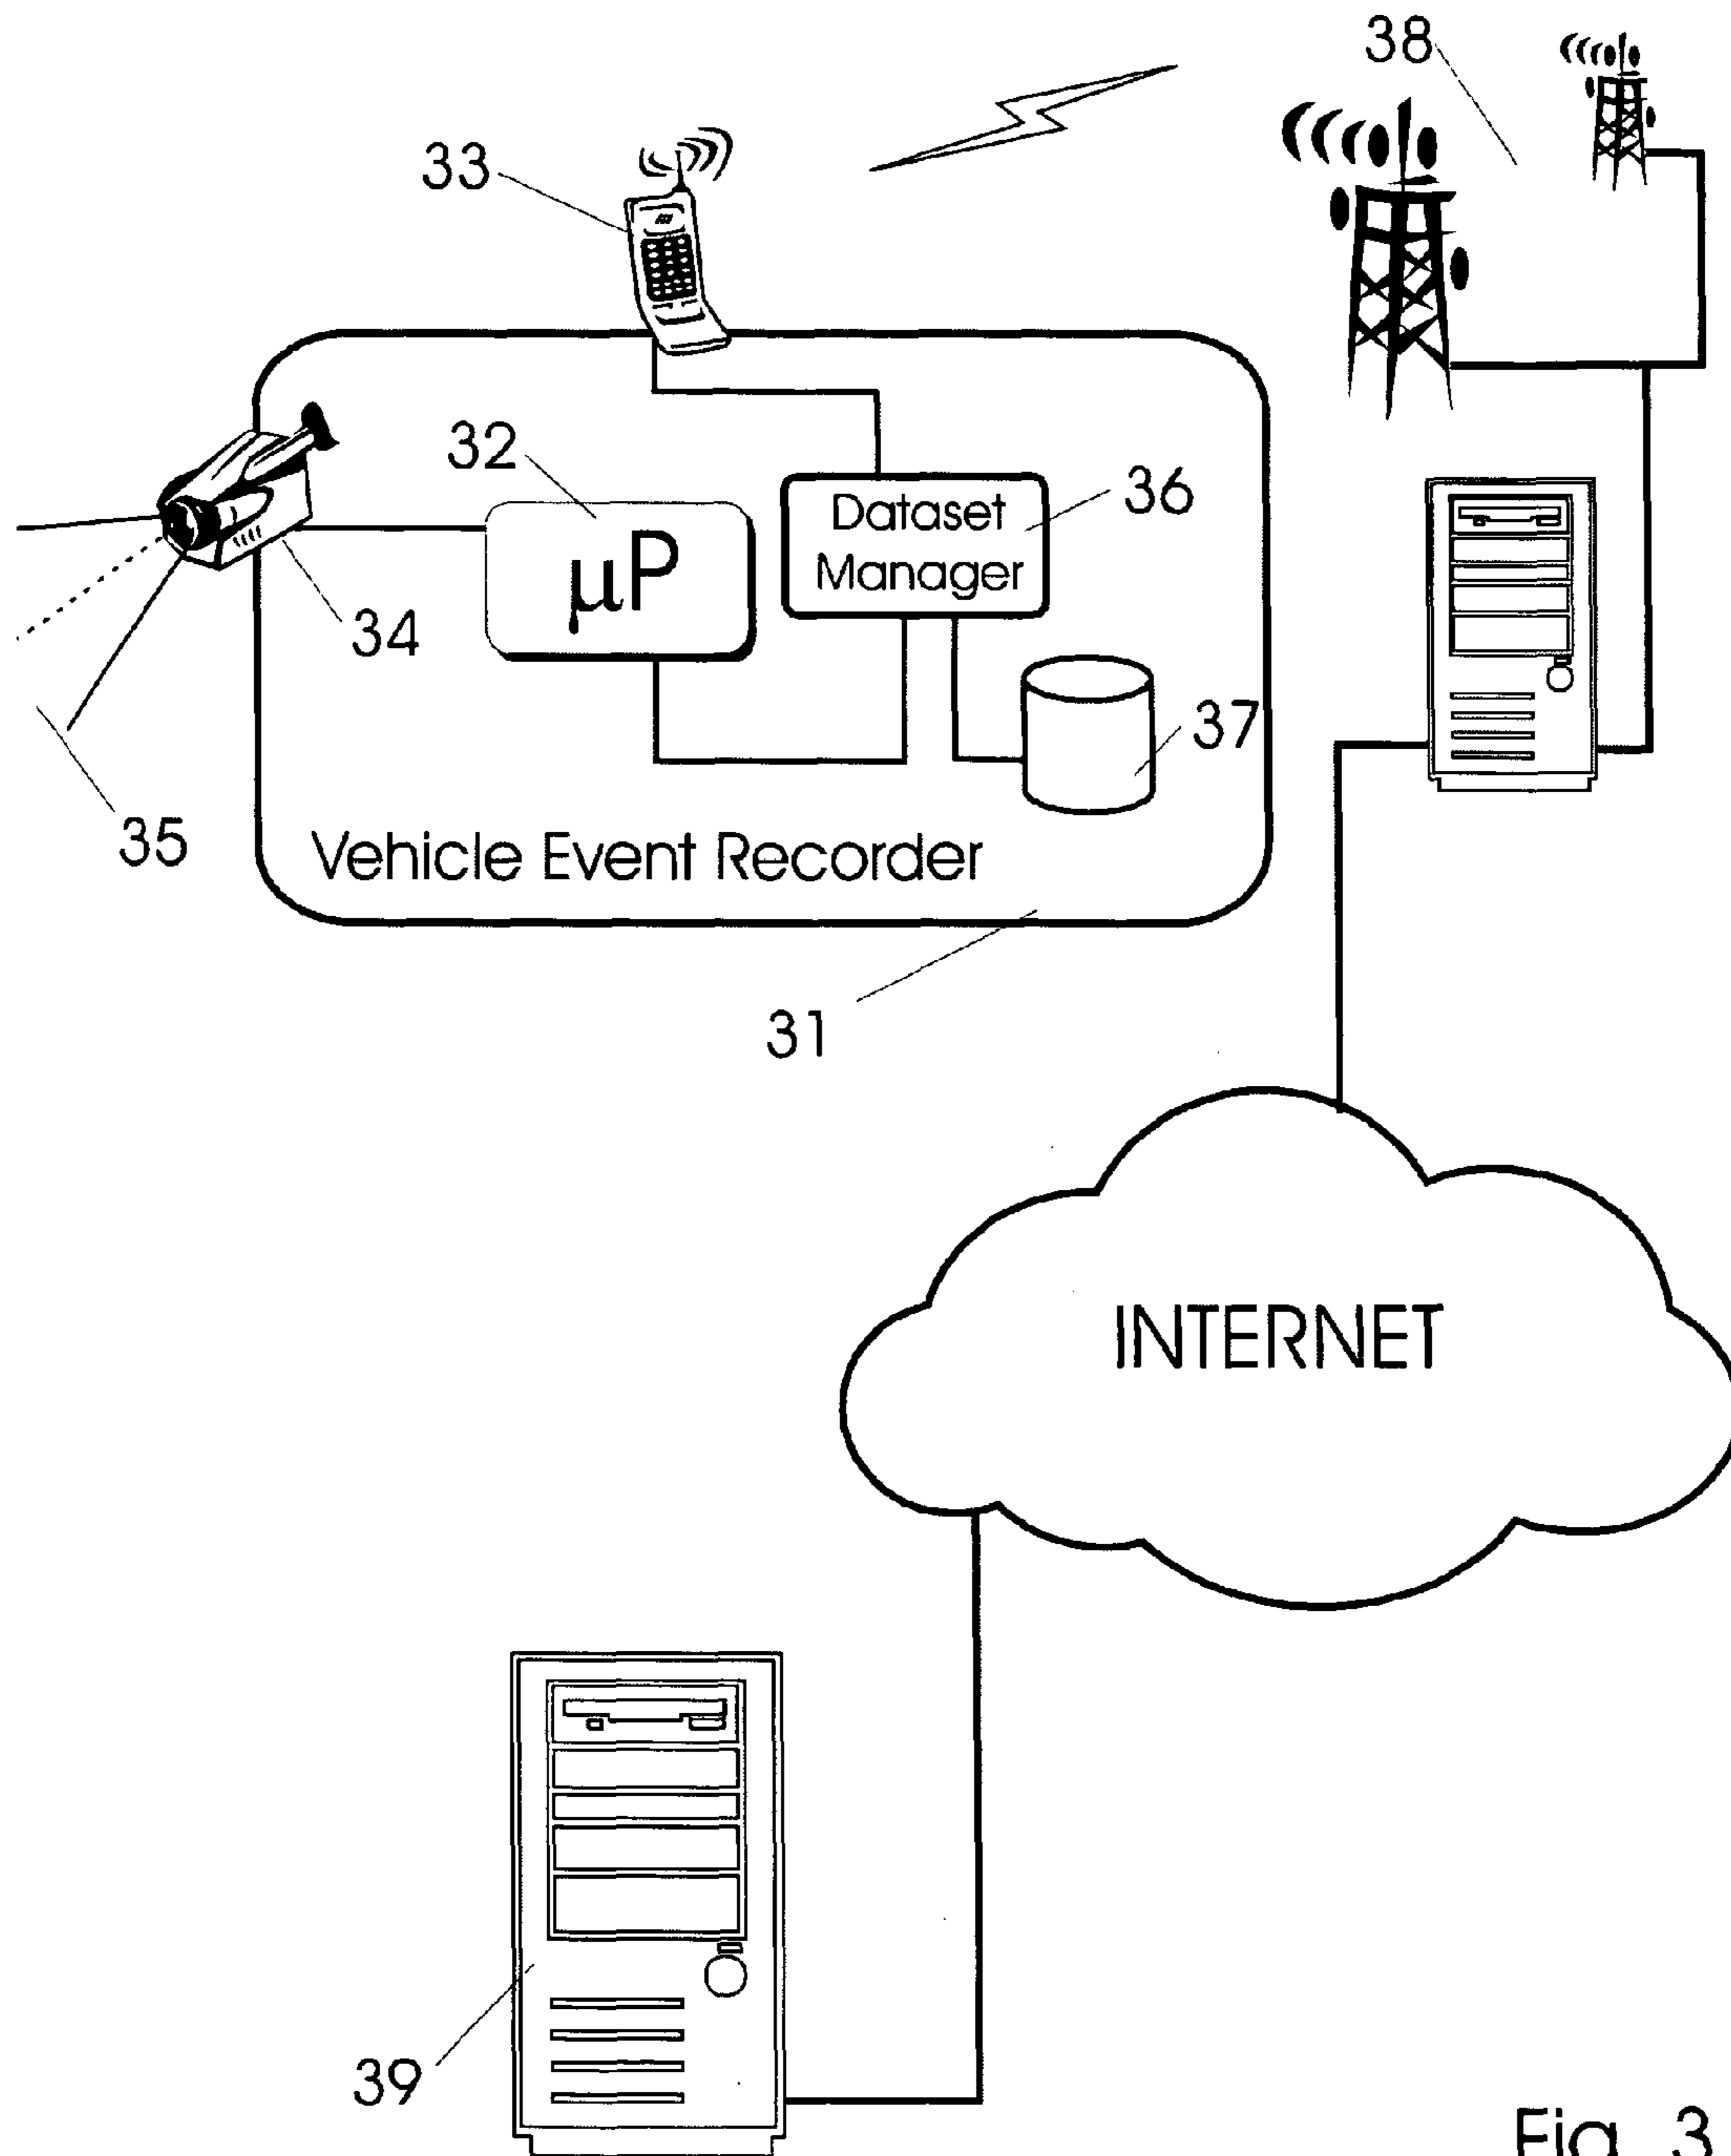 38
33
32
µP
Dataset
Manager
36
34
37
35
Vehicle Event Recorder
31
INTERNET
39
Fig. 3